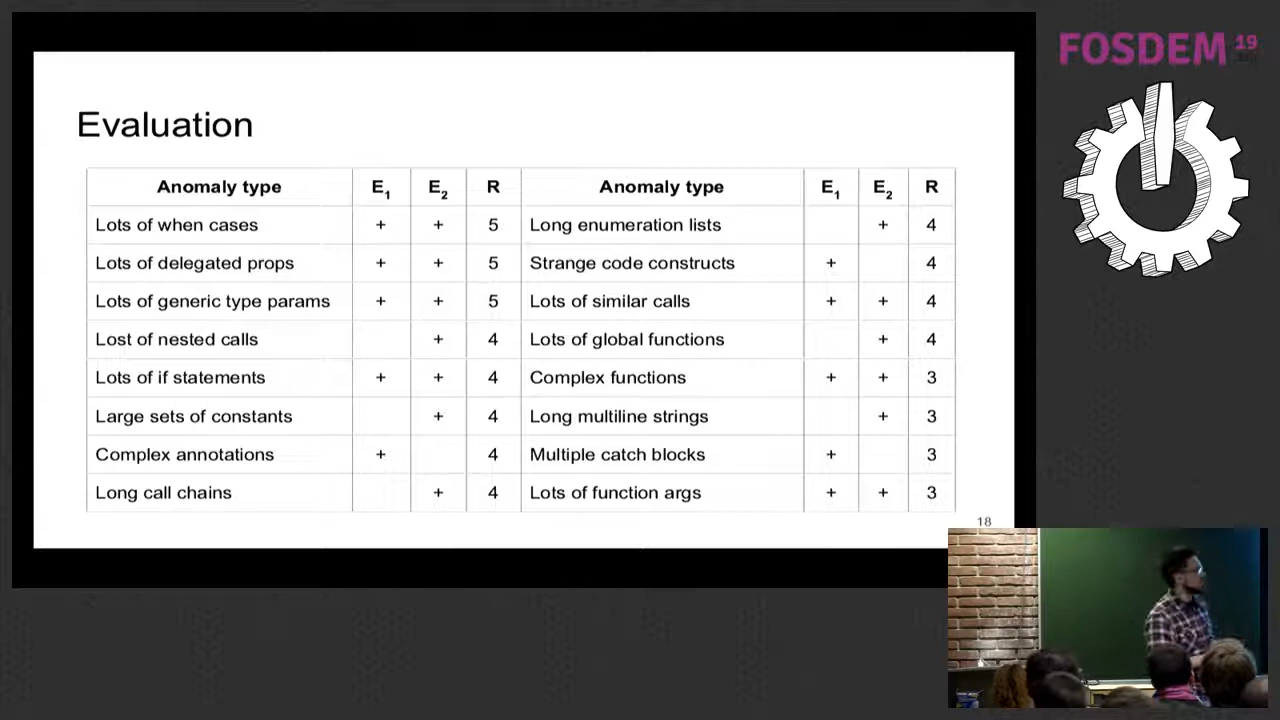 FOSDEM 19
Evaluation
Anomaly type E1 E2 R Anomaly type E1 E2 R
Lots of when cases + + 5 Long enumeration lists + 4
Lots of delegated props + + 5 Strange code constructs + 4
Lots of generic type params + + 5 Lots of similar calls + + 4
Lost of nested calls + 4 Lots of global functions + 4
Lots of if statements + + 4 Complex functions + + 3
Large sets of constants + 4 Long multiline strings + 3
Complex annotations + 4 Multiple catch blocks + 3
Long call chains + 4 Lots of function args + + 3
18